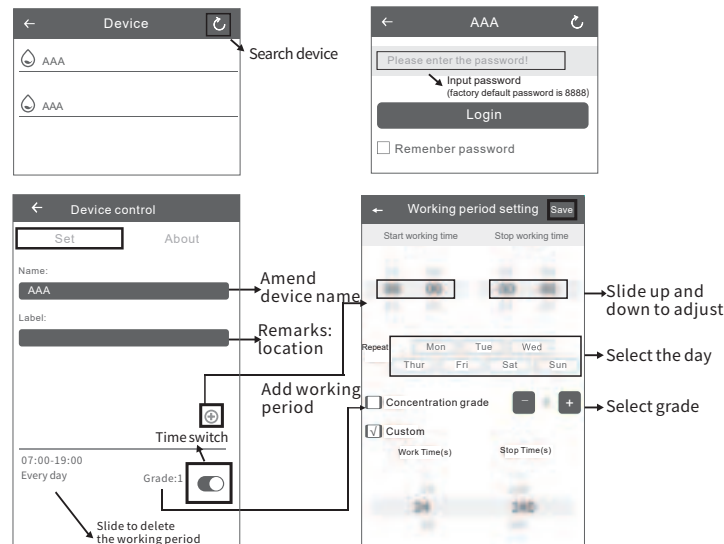 Device
Search device
AAA
AAA
AAA
Please enter the password!
Input password
(factory default password is 8888)
Login
Remenber password
Device control
Set
About
Name:
AAA
Amend
device name
Label:
Remarks:
location
Add working
period
Time switch
07:00-19:00
Every day
Grade:1
Slide to delete
the working period
Working period setting
Save
Start working time
Stop working time
Slide up and
down to adjust
Repeat
Mon Tue Wed
Thur Fri Sat Sun
Select the day
Concentration grade
- +
Select grade
Custom
Work Time(s)
Stop Time(s)